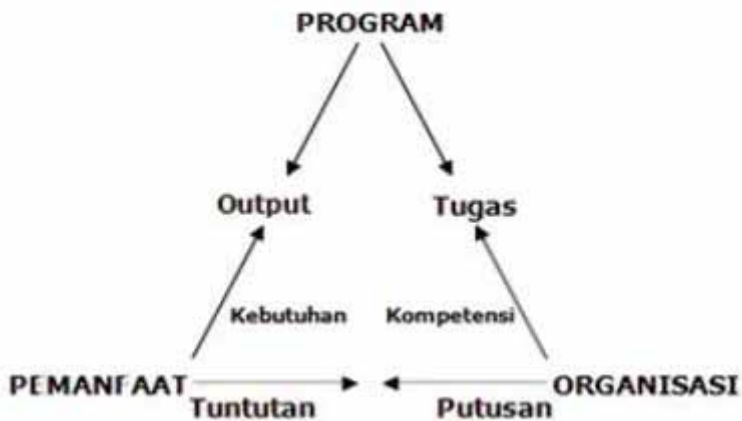 PROGRAM
Output Tugas
Kebutuhan Kompetensi
PEMANFAAT ORGANISASI
Tuntutan Putusan